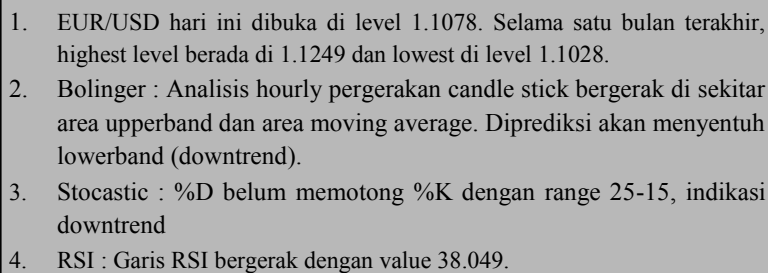 1. EUR/USD hari ini dibuka di level 1.1078. Selama satu bulan terakhir,
highest level berada di 1.1249 dan lowest di level 1.1028.
2. Bolinger : Analisis hourly pergerakan candle stick bergerak di sekitar
area upperband dan area moving average. Diprediksi akan menyentuh
lowerband (downtrend).
3. Stocastic : %D belum memotong %K dengan range 25-15, indikasi
downtrend
4. RSI : Garis RSI bergerak dengan value 38.049.